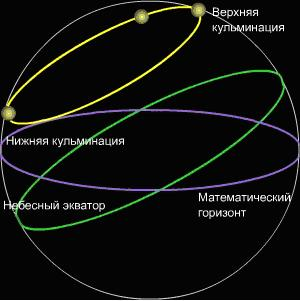 Верхняя
кульминация
Нижняя кульминация
Математический
горизонт
Небесный экватор